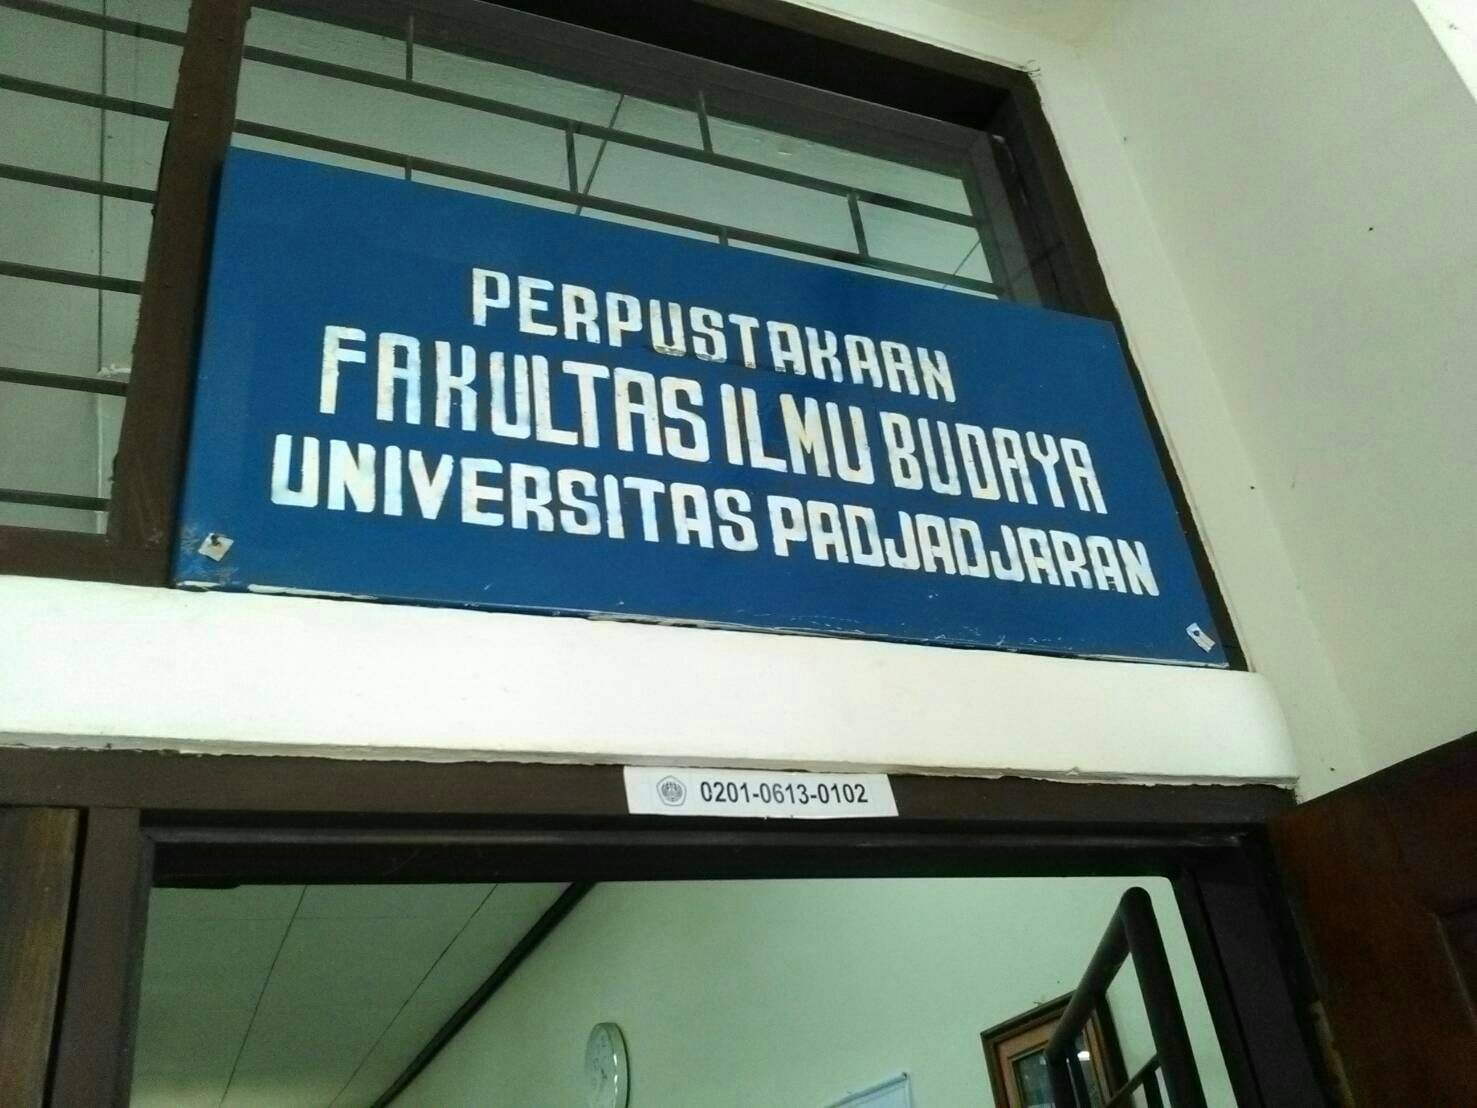 PERPUSTAKAAN
FAKULTAS ILMU BUDAYA
UNIVERSITAS PADJADJARAN
0201-0613-0102